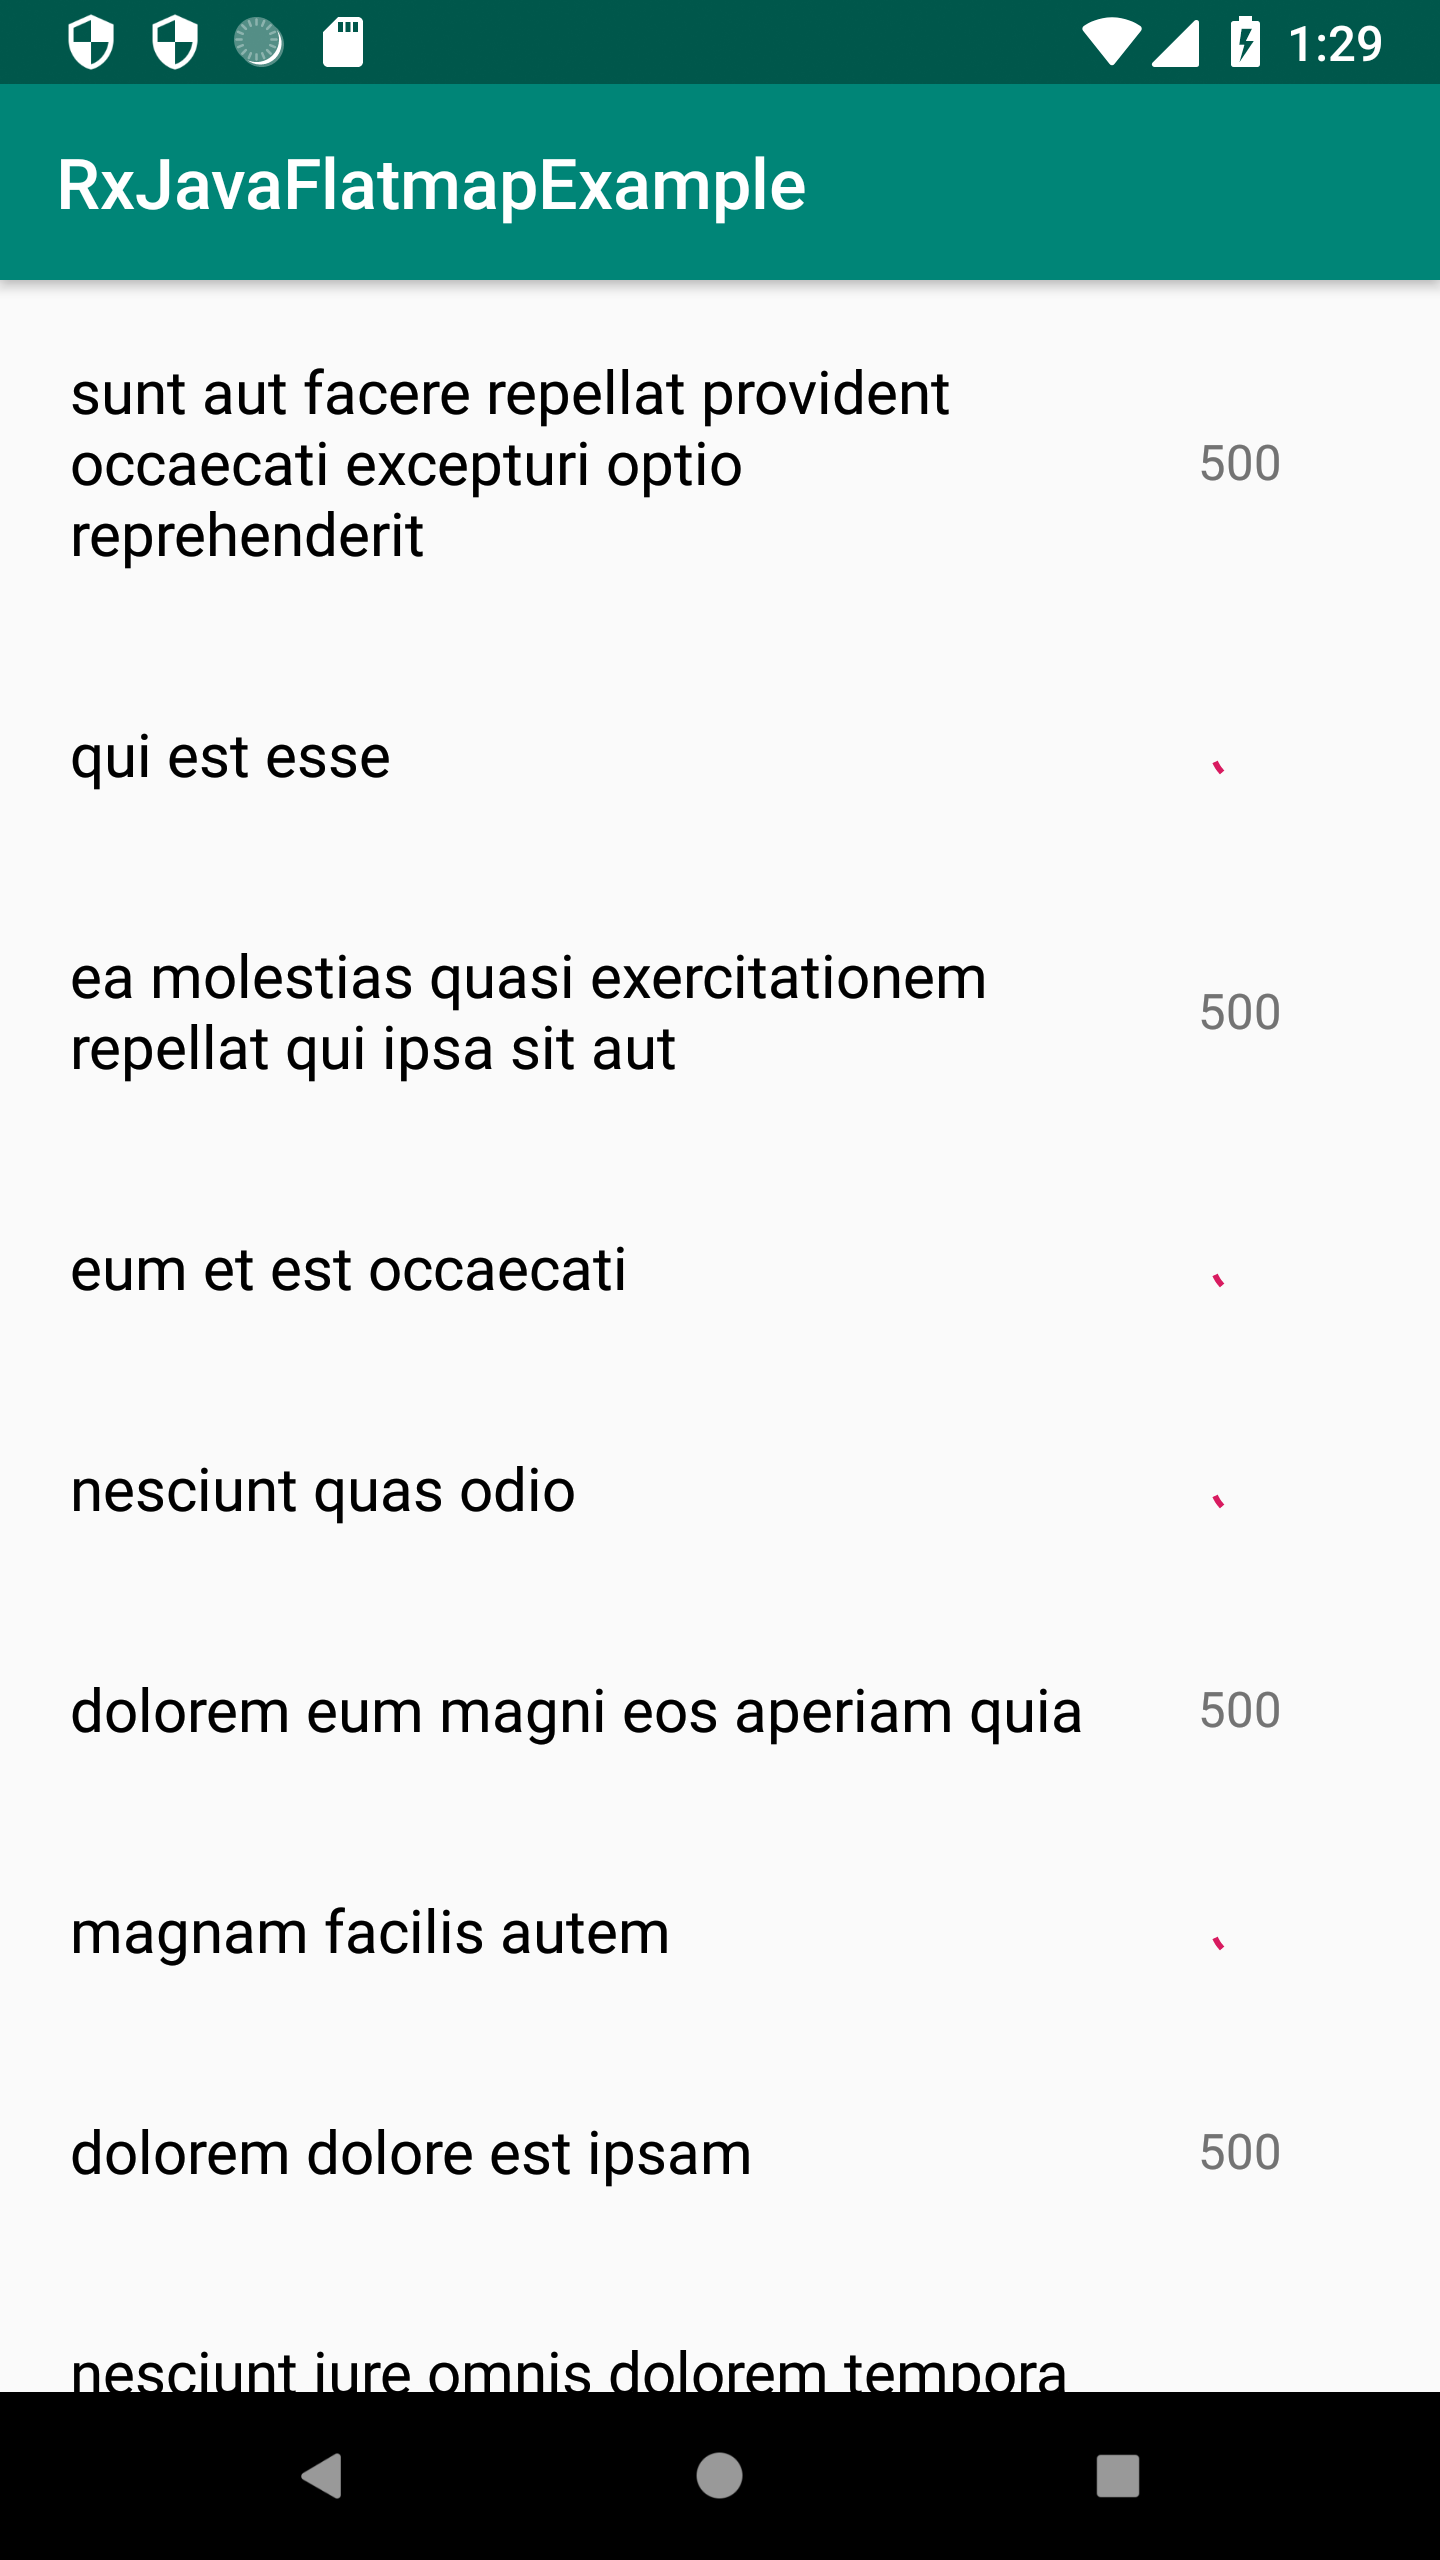 1:29
RxJavaFlatmapExample
sunt aut facere repellat provident
occaecati excepturi optio
reprehenderit
500
qui est esse
ea molestias quasi exercitationem
repellat qui ipsa sit aut
500
eum et est occaecati
nesciunt quas odio
dolorem eum magni eos aperiam quia
500
magnam facilis autem
dolorem dolore est ipsam
500
nesciunt iure omnis dolorem tempora